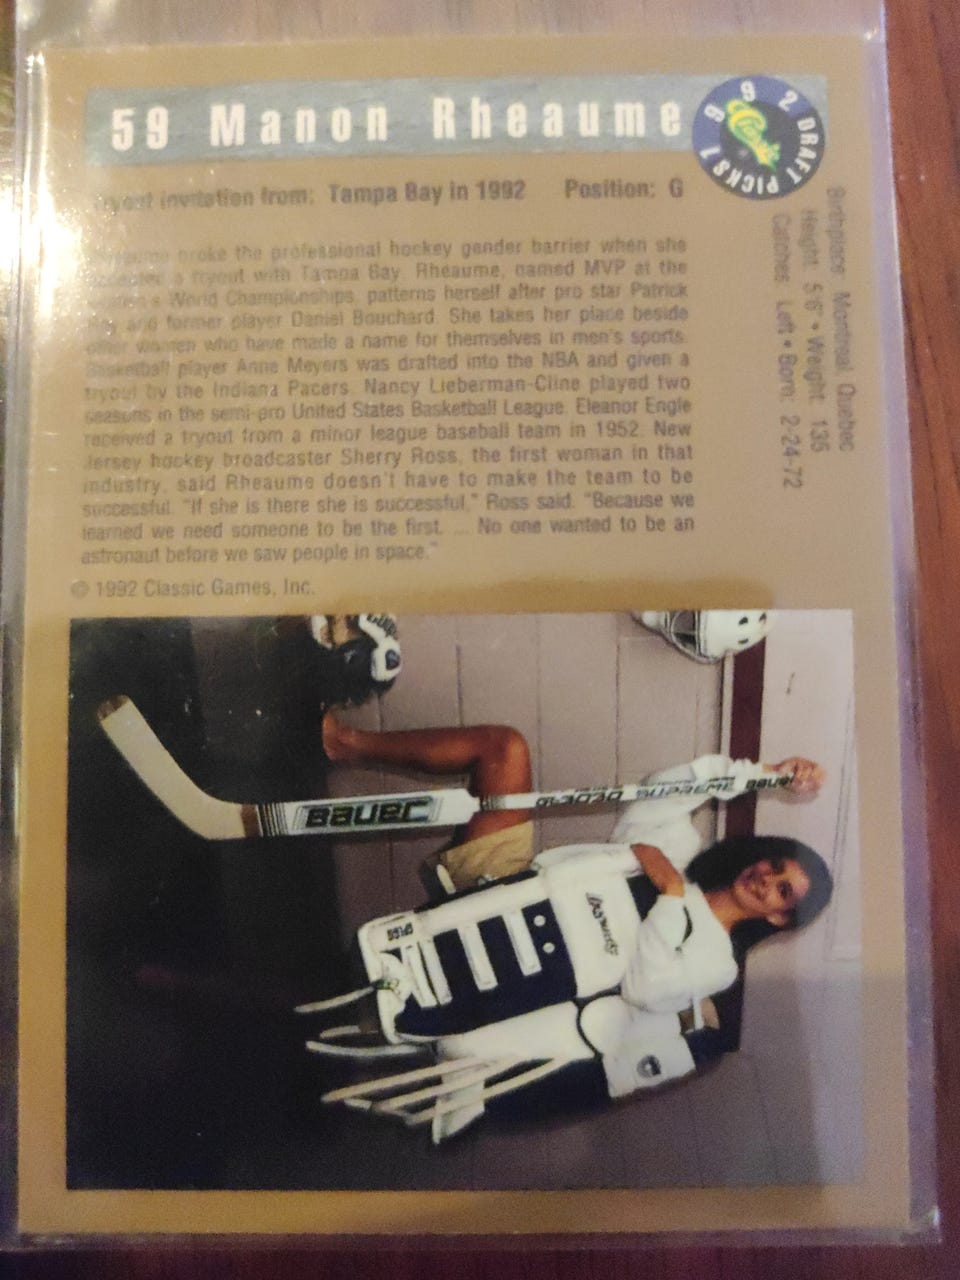 59 Manon Rheaume
1992 DRAFT PICKS
Classic
Tryout invitation from: Tampa Bay in 1992 Position: G
Birthplace: Montreal Quebec
Height: 5'6" • Weight: 135
Catches: Left • Born: 2-24-72
Rheaume broke the professional hockey gender barrier when she
accepted a tryout with Tampa Bay. Rheaume, named MVP at the
Women's World Championships, patterns herself after pro star Patrick
Roy and former player Daniel Bouchard. She takes her place beside
other women who have made a name for themselves in men's sports.
Basketball player Anne Meyers was drafted into the NBA and given a
tryout by the Indiana Pacers. Nancy Lieberman-Cline played two
seasons in the semi-pro United States Basketball League. Eleanor Engle
received a tryout from a minor league baseball team in 1952. New
Jersey hockey broadcaster Sherry Ross, the first woman in that
industry, said Rheaume doesn't have to make the team to be
successful. "If she is there she is successful," Ross said. "Because we
learned we need someone to be the first. ... No one wanted to be an
astronaut before we saw people in space."
© 1992 Classic Games, Inc.
BAUER
SUPREME
BAUER